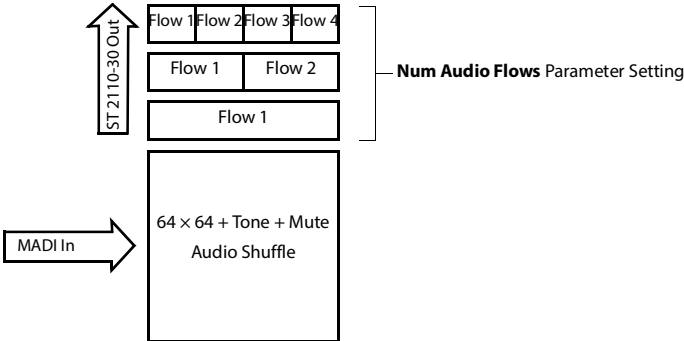 Flow 1 Flow 2 Flow 3 Flow 4
ST 2110-30 Out
Flow 1 Flow 2
Num Audio Flows Parameter Setting
Flow 1
64 × 64 + Tone + Mute
Audio Shuffle
MADI In